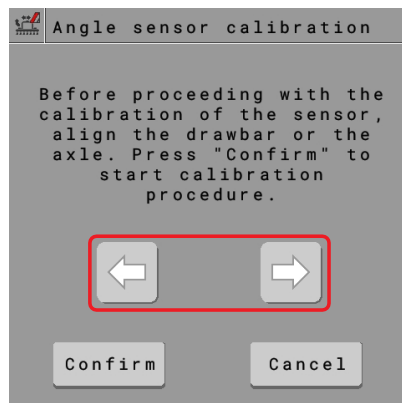 Angle sensor calibration
Before proceeding with the
calibration of the sensor,
align the drawbar or the
axle. Press "Confirm" to
start calibration
procedure.
Confirm
Cancel